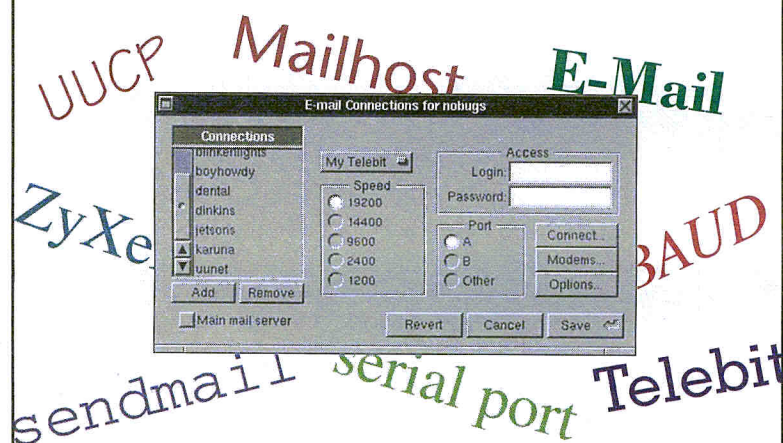 UUCP
Mailhost
E-Mail
E-mail Connections for nobugs
Connections
blinkenlights
boyhowdy
dental
dinkins
jetsons
karuna
uunet
Add
Remove
Main mail server
My Telebit
Speed
19200
14400
9600
2400
1200
Access
Login:
Password:
Port
A
B
Other
Connect...
Modems...
Options...
Revert
Cancel
Save
ZyXe
BAUD
sendmail
serial port
Telebit